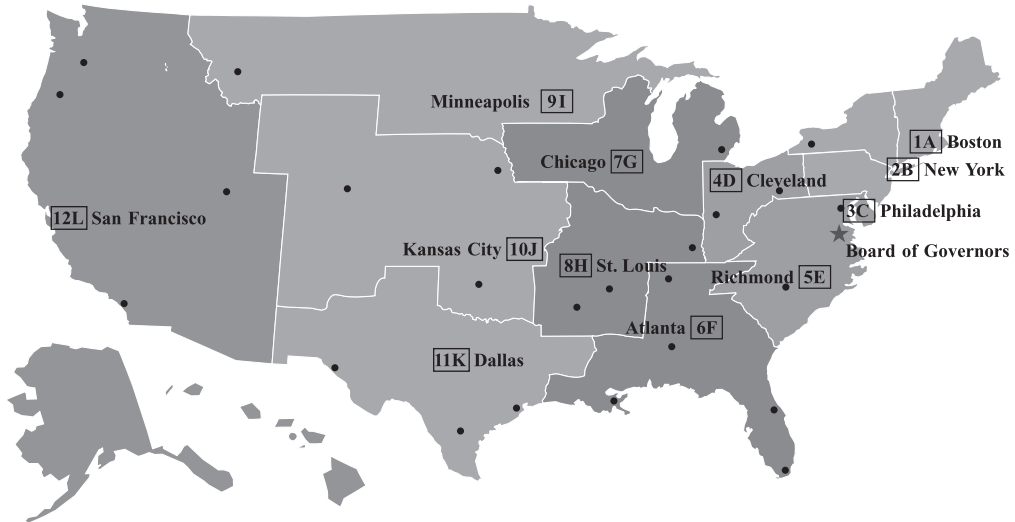 Minneapolis 9I
1A Boston
Chicago 7G
2B New York
4D Cleveland
3C Philadelphia
12L San Francisco
Kansas City 10J
Board of Governors
8H St. Louis
Richmond 5E
Atlanta 6F
11K Dallas